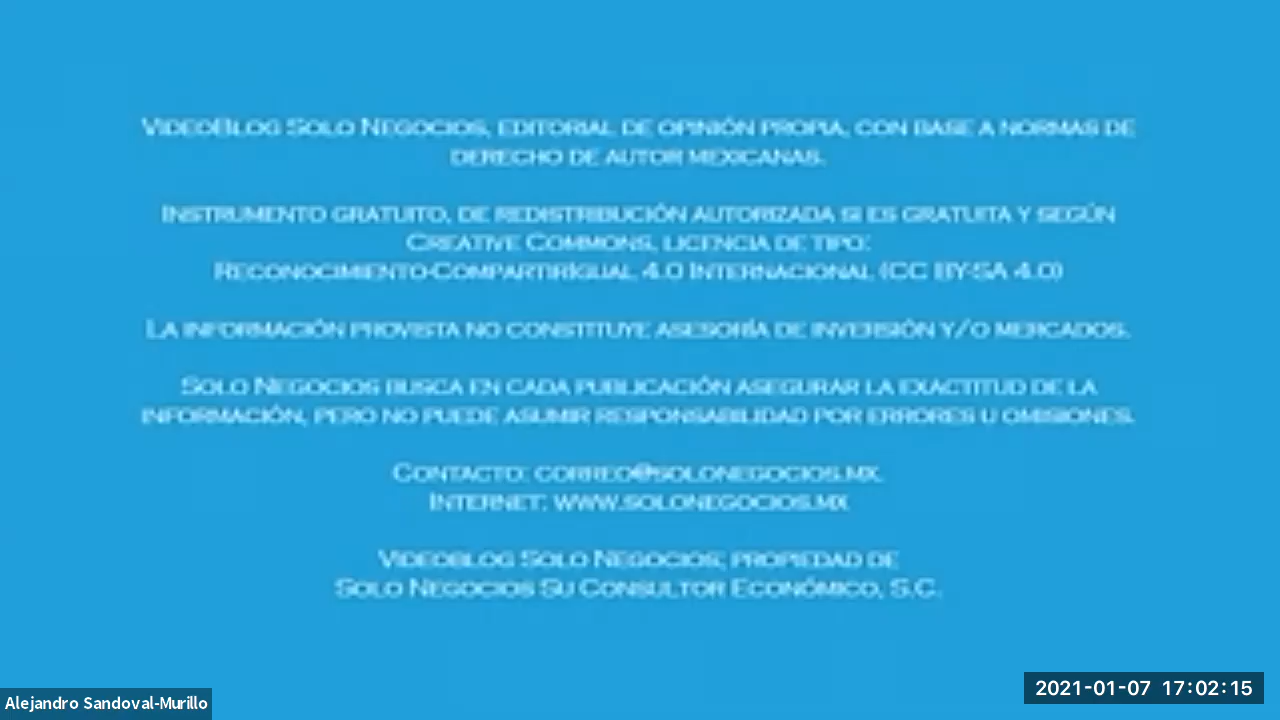 VideoBlog Solo Negocios, editorial de opinión propia, con base a normas de
derecho de autor mexicanas.
Instrumento gratuito, de redistribución autorizada si es gratuita y según
Creative Commons, licencia de tipo:
Reconocimiento-CompartirIgual 4.0 Internacional (CC BY-SA 4.0)
La información provista no constituye asesoría de inversión y/o mercados.
Solo Negocios busca en cada publicación asegurar la exactitud de la
información, pero no puede asumir responsabilidad por errores u omisiones.
Contacto: correo@solonegocios.mx.
Internet: www.solonegocios.mx
Videoblog Solo Negocios; propiedad de
Solo Negocios Su Consultor Económico, S.C.
Alejandro Sandoval-Murillo
2021-01-07 17:02:15